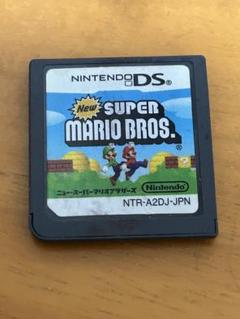 NINTENDO DS
New SUPER
MARIO BROS.
ニュー・スーパーマリオブラザーズ
Nintendo
NTR-A2DJ-JPN